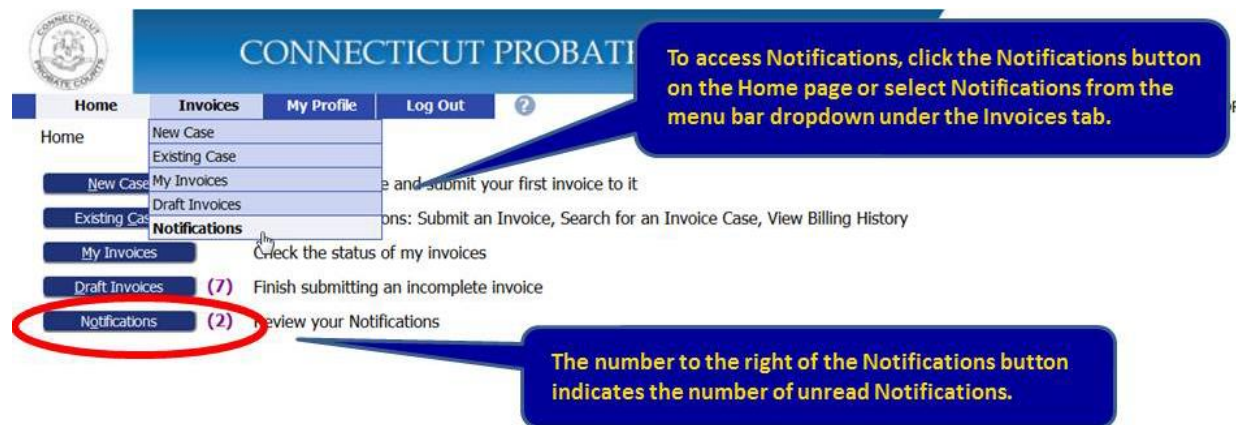 CONNECTICUT PROBATE COURTS
CONNECTICUT PROBATE
To access Notifications, click the Notifications button
on the Home page or select Notifications from the
menu bar dropdown under the Invoices tab.
Home Invoices My Profile Log Out ?
Home
New Case
Existing Case
My Invoices
Draft Invoices
Notifications
New Case e and submit your first invoice to it
Existing Cas ons: Submit an Invoice, Search for an Invoice Case, View Billing History
My Invoices Check the status of my invoices
Draft Invoices (7) Finish submitting an incomplete invoice
Notifications (2) Review your Notifications
The number to the right of the Notifications button
indicates the number of unread Notifications.